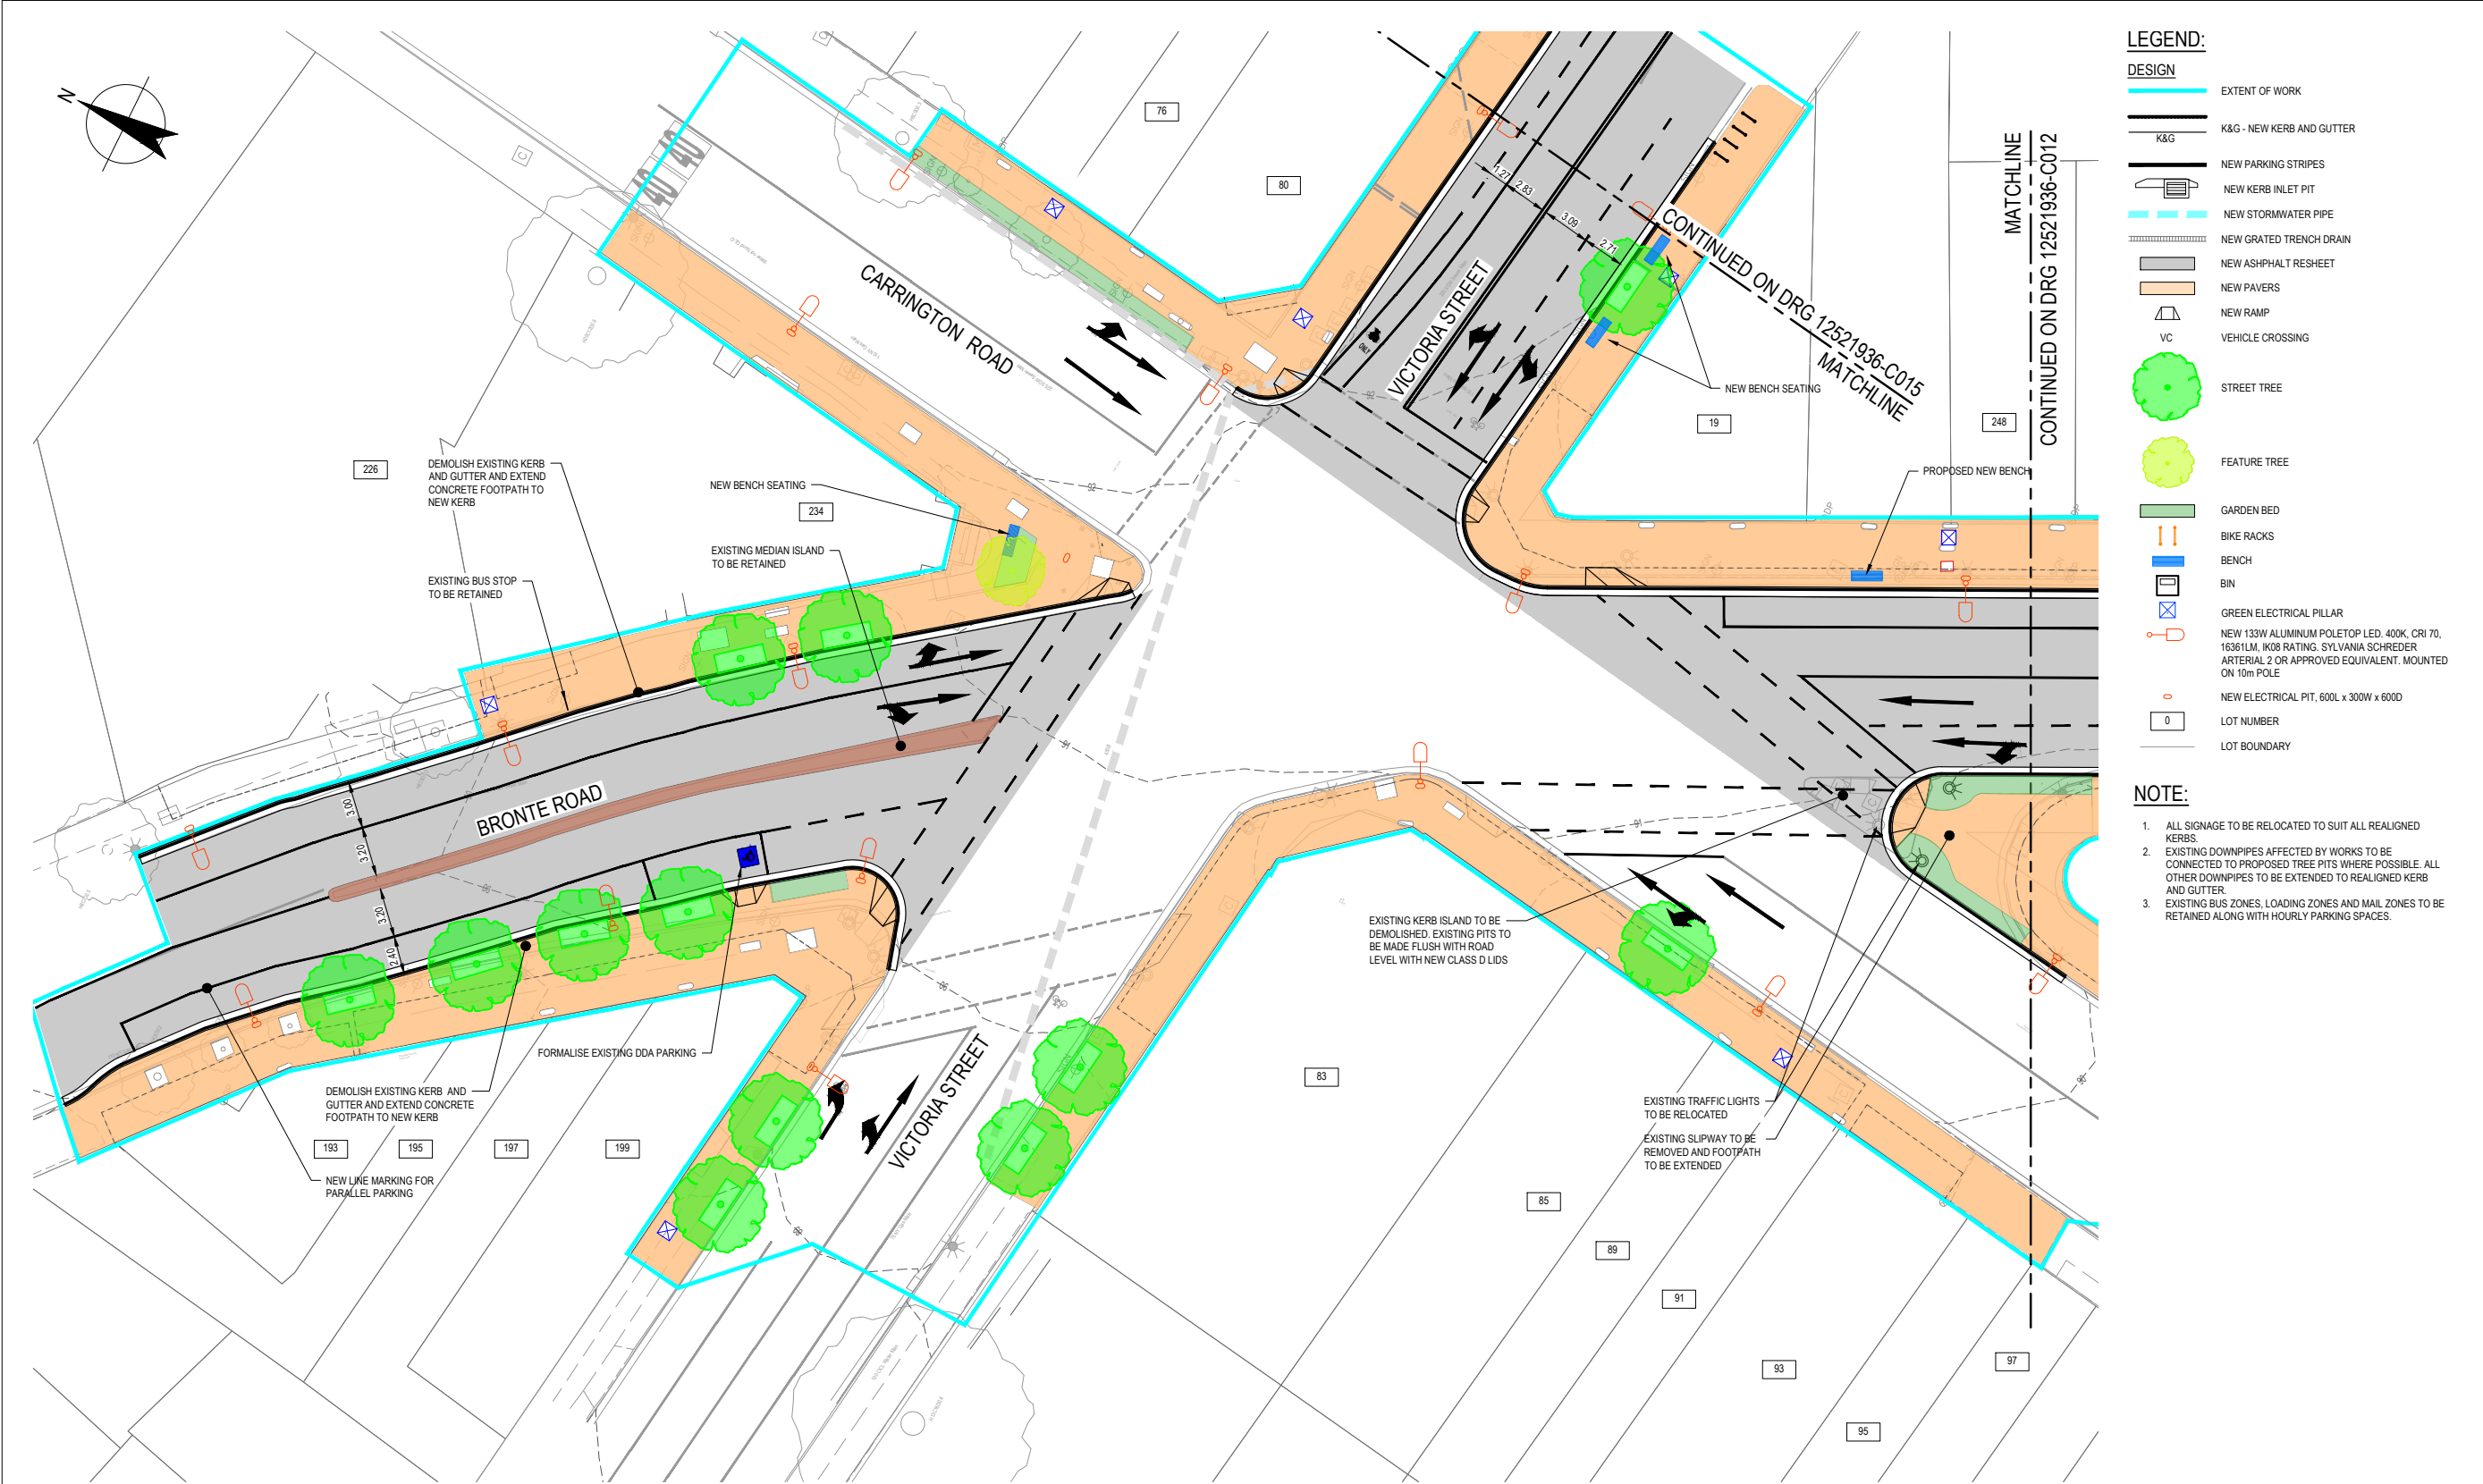 N
40
40
CARRINGTON ROAD
VICTORIA STREET
ONLY
1.27
2.83
3.09
2.71
CONTINUED ON DRG 12521936-C015
MATCHLINE
MATCHLINE
CONTINUED ON DRG 12521936-C012
76
80
226
234
19
248
DEMOLISH EXISTING KERB
AND GUTTER AND EXTEND
CONCRETE FOOTPATH TO
NEW KERB
NEW BENCH SEATING
EXISTING MEDIAN ISLAND
TO BE RETAINED
EXISTING BUS STOP
TO BE RETAINED
NEW BENCH SEATING
PROPOSED NEW BENCH
BRONTE ROAD
3.00
3.20
3.20
2.40
FORMALISE EXISTING DDA PARKING
DEMOLISH EXISTING KERB AND
GUTTER AND EXTEND CONCRETE
FOOTPATH TO NEW KERB
NEW LINE MARKING FOR
PARALLEL PARKING
193
195
197
199
VICTORIA STREET
EXISTING KERB ISLAND TO BE
DEMOLISHED. EXISTING PITS TO
BE MADE FLUSH WITH ROAD
LEVEL WITH NEW CLASS D LIDS
EXISTING TRAFFIC LIGHTS
TO BE RELOCATED
EXISTING SLIPWAY TO BE
REMOVED AND FOOTPATH
TO BE EXTENDED
83
85
89
91
93
95
97
LEGEND:
DESIGN
EXTENT OF WORK
K&G
K&G - NEW KERB AND GUTTER
NEW PARKING STRIPES
NEW KERB INLET PIT
NEW STORMWATER PIPE
NEW GRATED TRENCH DRAIN
NEW ASHPHALT RESHEET
NEW PAVERS
NEW RAMP
VC VEHICLE CROSSING
STREET TREE
FEATURE TREE
GARDEN BED
BIKE RACKS
BENCH
BIN
GREEN ELECTRICAL PILLAR
NEW 133W ALUMINUM POLETOP LED. 400K, CRI 70,
16361LM, IK08 RATING. SYLVANIA SCHREDER
ARTERIAL 2 OR APPROVED EQUIVALENT. MOUNTED
ON 10m POLE
NEW ELECTRICAL PIT, 600L x 300W x 600D
0 LOT NUMBER
LOT BOUNDARY
NOTE:
1. ALL SIGNAGE TO BE RELOCATED TO SUIT ALL REALIGNED
KERBS.
2. EXISTING DOWNPIPES AFFECTED BY WORKS TO BE
CONNECTED TO PROPOSED TREE PITS WHERE POSSIBLE. ALL
OTHER DOWNPIPES TO BE EXTENDED TO REALIGNED KERB
AND GUTTER.
3. EXISTING BUS ZONES, LOADING ZONES AND MAIL ZONES TO BE
RETAINED ALONG WITH HOURLY PARKING SPACES.